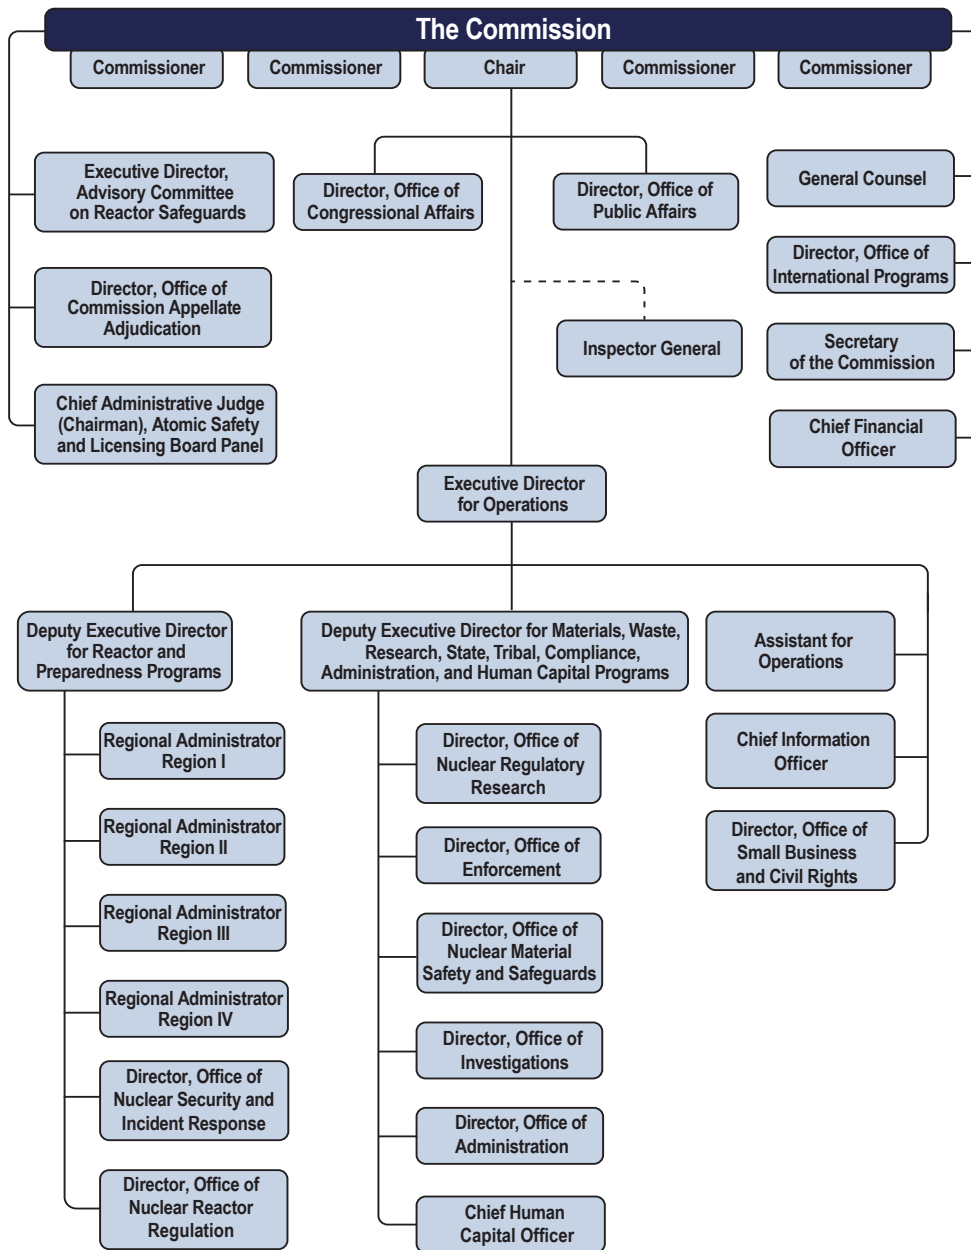 The Commission
Commissioner
Commissioner
Chair
Commissioner
Commissioner
Executive Director,
Advisory Committee
on Reactor Safeguards
Director, Office of
Congressional Affairs
Director, Office of
Public Affairs
General Counsel
Director, Office of
International Programs
Director, Office of
Commission Appellate
Adjudication
Inspector General
Secretary
of the Commission
Chief Administrative Judge
(Chairman), Atomic Safety
and Licensing Board Panel
Chief Financial
Officer
Executive Director
for Operations
Deputy Executive Director
for Reactor and
Preparedness Programs
Deputy Executive Director for Materials, Waste,
Research, State, Tribal, Compliance,
Administration, and Human Capital Programs
Assistant for
Operations
Regional Administrator
Region I
Regional Administrator
Region II
Regional Administrator
Region III
Regional Administrator
Region IV
Director, Office of
Nuclear Security and
Incident Response
Director, Office of
Nuclear Reactor
Regulation
Director, Office of
Nuclear Regulatory
Research
Director, Office of
Enforcement
Director, Office of
Nuclear Material
Safety and Safeguards
Director, Office of
Investigations
Director, Office of
Administration
Chief Human
Capital Officer
Chief Information
Officer
Director, Office of
Small Business
and Civil Rights